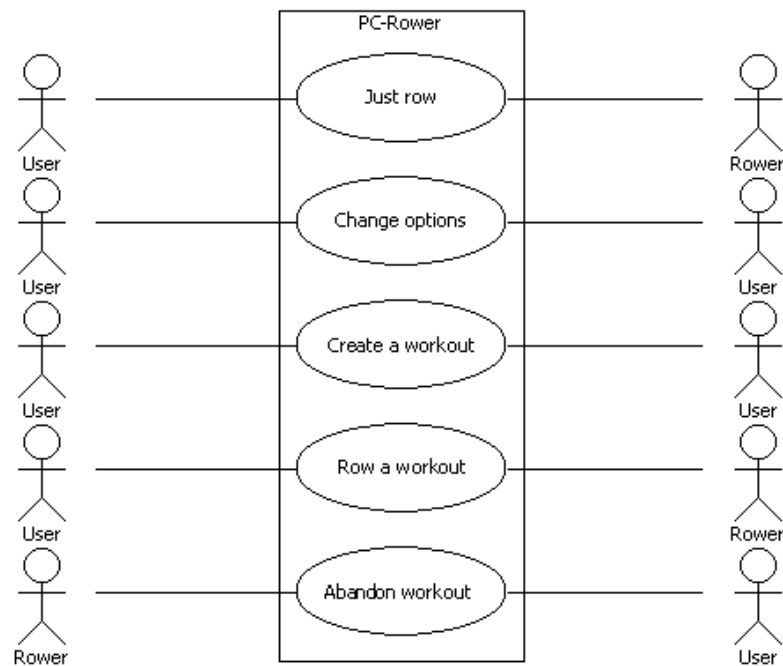 PC-Rower
Just row
User
Rower
Change options
User
User
Create a workout
User
User
Row a workout
User
Rower
Abandon workout
Rower
User